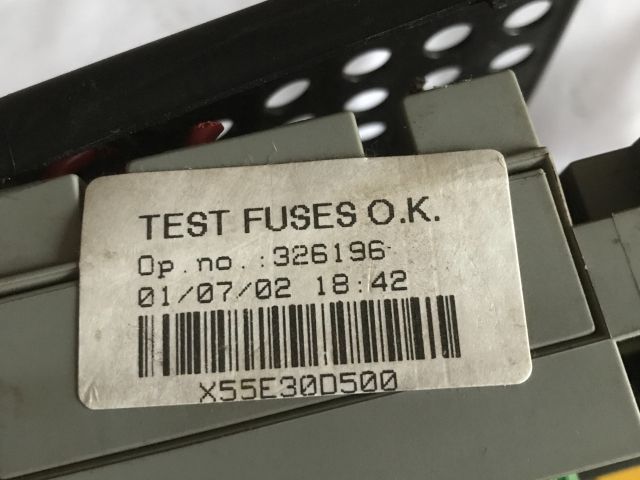 TEST FUSES O.K.
Op.no.:326196
01/07/02 18:42
X55E30D500